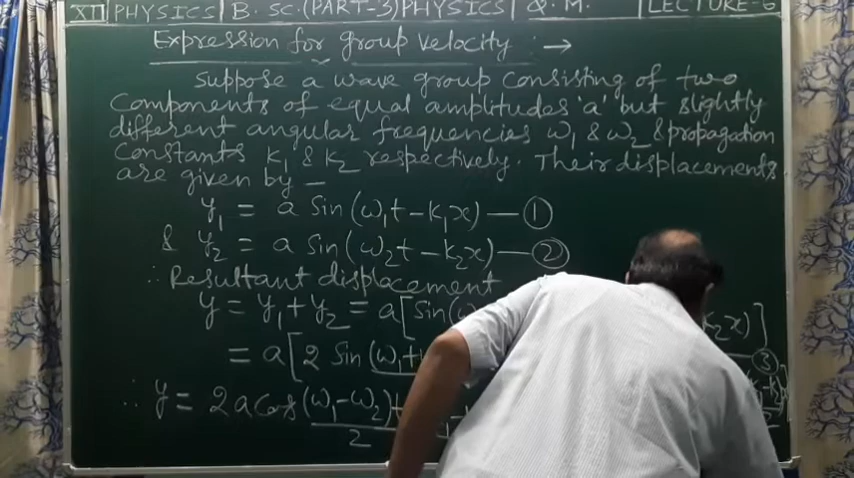 XII PHYSICS B. SC. (PART-3) PHYSICS Q. M. LECTURE-6
Expression for group velocity :→
Suppose a wave group consisting of two
Components of equal amplitudes 'a' but slightly
different angular frequencies ω₁ & ω₂ & propagation
Constants k₁ & k₂ respectively. Their displacements
are given by —
y₁ = a Sin (ω₁t - k₁x) — ①
& y₂ = a Sin (ω₂t - k₂x) — ②
∴ Resultant displacement
y = y₁ + y₂ = a [Sin (ω k₂x)]
= a [2 Sin (ω₁+ ③
∴ y = 2a Cos (ω₁-ω₂)t k₂)
2